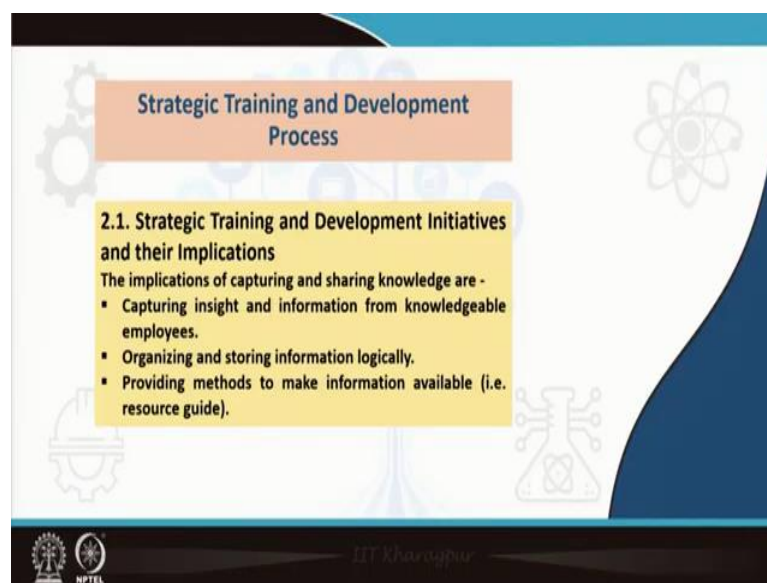 Strategic Training and Development
Process
2.1. Strategic Training and Development Initiatives
and their Implications
The implications of capturing and sharing knowledge are -
▪ Capturing insight and information from knowledgeable
employees.
▪ Organizing and storing information logically.
▪ Providing methods to make information available (i.e.
resource guide).
IIT Kharagpur
NPTEL